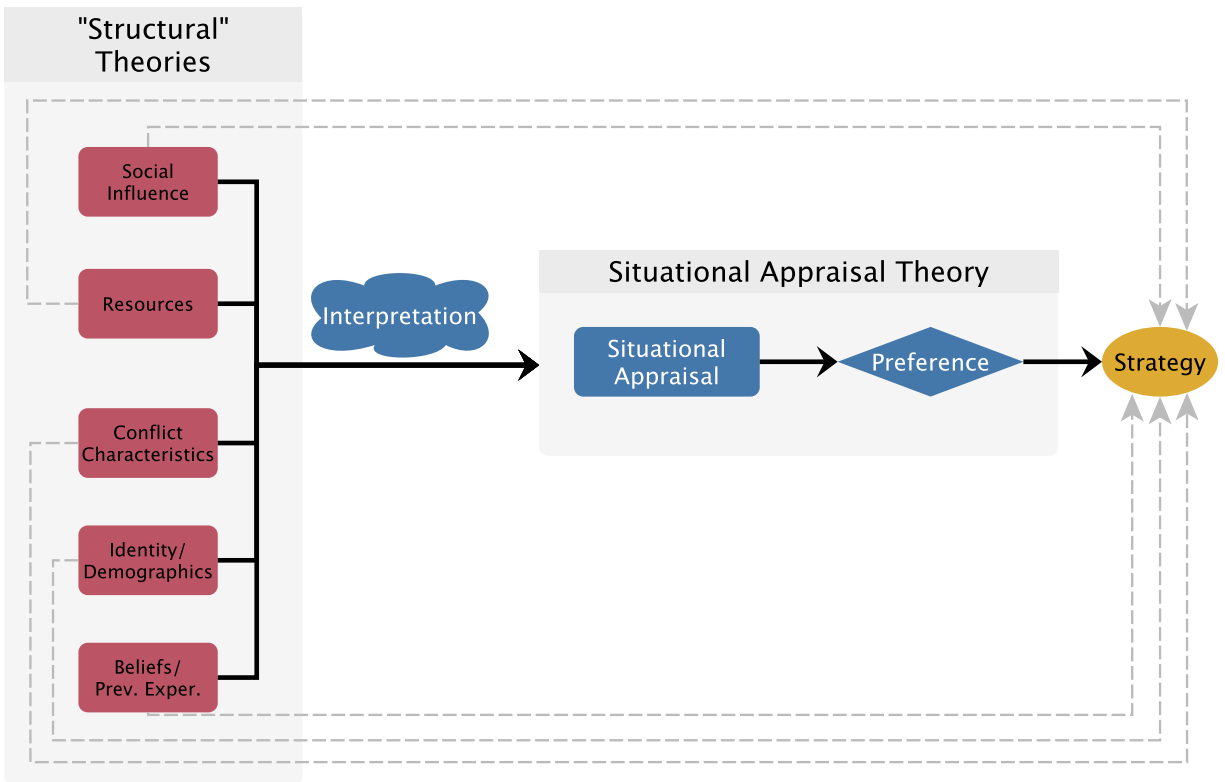 "Structural"
Theories
Social
Influence
Resources
Interpretation
Situational Appraisal Theory
Situational
Appraisal
Preference
Strategy
Conflict
Characteristics
Identity/
Demographics
Beliefs/
Prev. Exper.